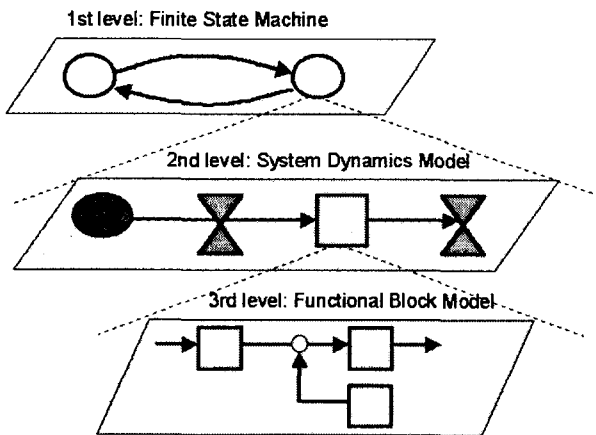 1st level: Finite State Machine
2nd level: System Dynamics Model
3rd level: Functional Block Model